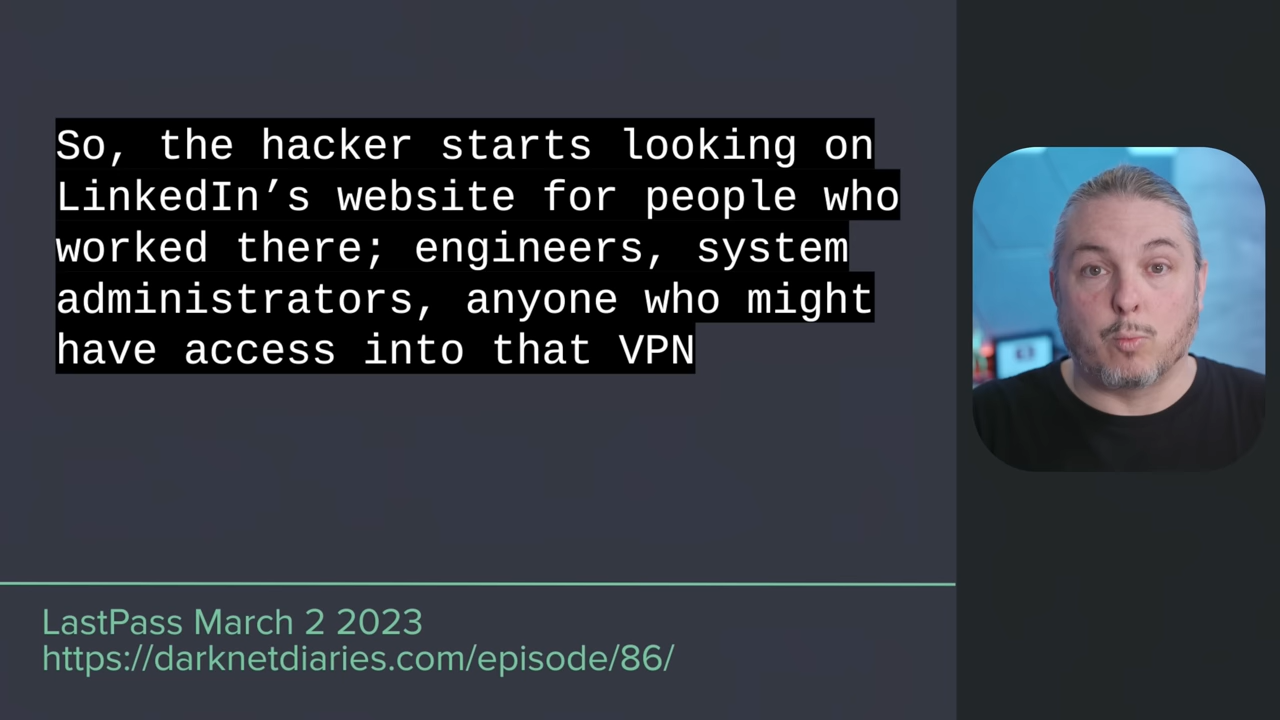 So, the hacker starts looking on
LinkedIn’s website for people who
worked there; engineers, system
administrators, anyone who might
have access into that VPN
LastPass March 2 2023
https://darknetdiaries.com/episode/86/